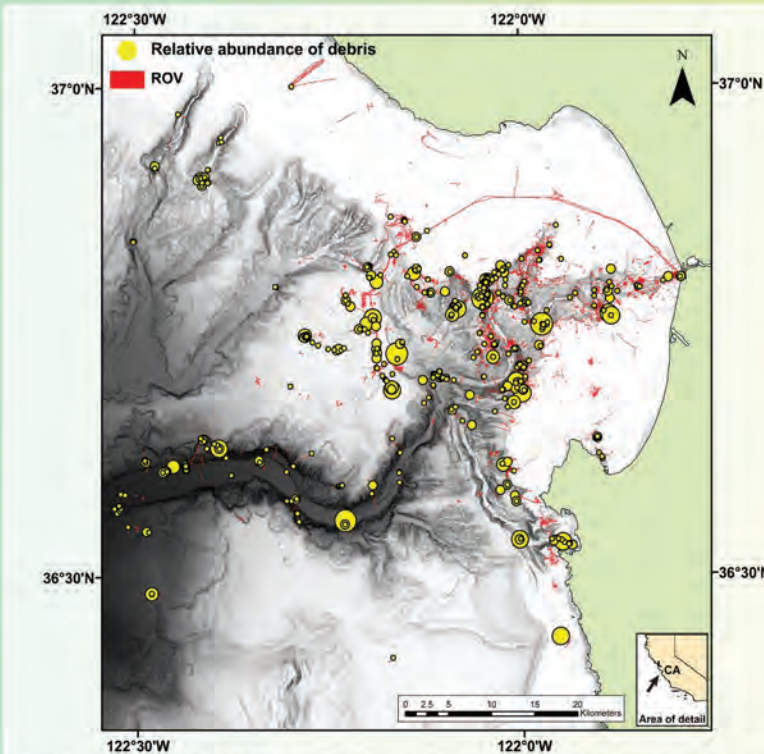 122°30'W
122°0'W
Relative abundance of debris
ROV
N
37°0'N
37°0'N
36°30'N
36°30'N
CA
Area of detail
0 2.5 5 10 15 20
Kilometers
122°30'W
122°0'W